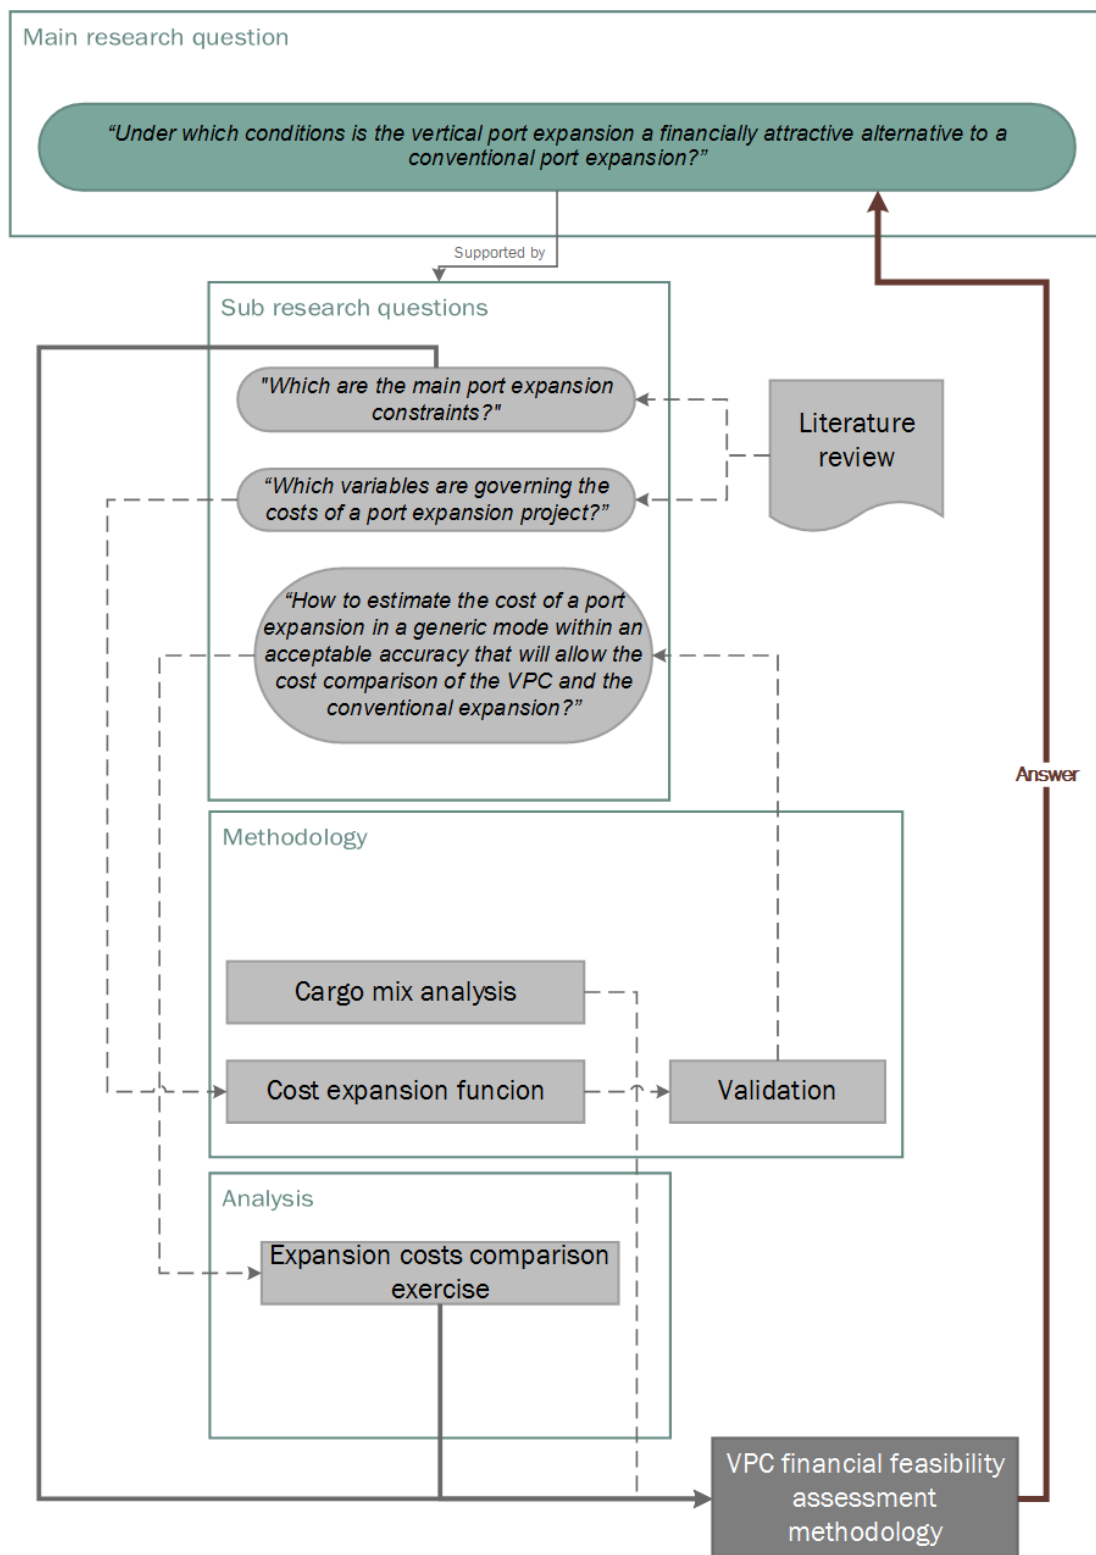 Main research question
“Under which conditions is the vertical port expansion a financially attractive alternative to a
conventional port expansion?”
Supported by
Sub research questions
"Which are the main port expansion
constraints?"
Literature
review
“Which variables are governing the
costs of a port expansion project?”
“How to estimate the cost of a port
expansion in a generic mode within an
acceptable accuracy that will allow the
cost comparison of the VPC and the
conventional expansion?”
Answer
Methodology
Cargo mix analysis
Cost expansion funcion
Validation
Analysis
Expansion costs comparison
exercise
VPC financial feasibility
assessment
methodology